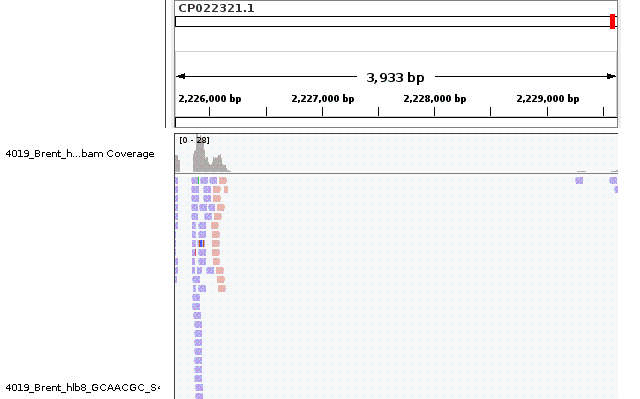 CP022321.1
3,933 bp
2,226,000 bp 2,227,000 bp 2,228,000 bp 2,229,000 bp
[0 - 28]
4019_Brent_h...bam Coverage
4019_Brent_hlb8_GCAACGC_S